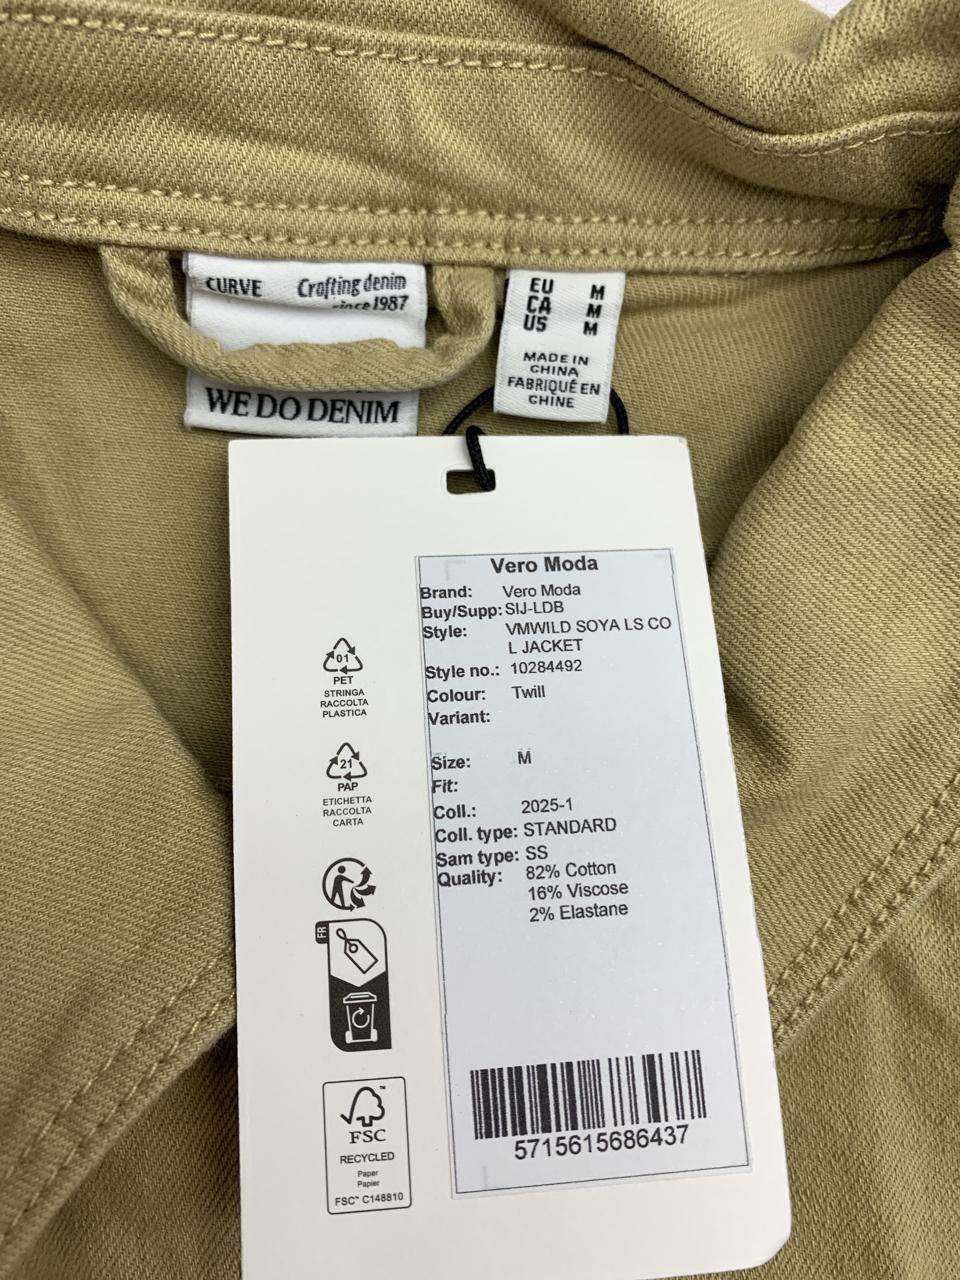 CURVE Crafting denim
since 1987
WE DO DENIM
EU M
CA M
US M
MADE IN
CHINA
FABRIQUÉ EN
CHINE
Vero Moda
Brand: Vero Moda
Buy/Supp: SIJ-LDB
Style: VMWILD SOYA LS CO
L JACKET
Style no.: 10284492
Colour: Twill
Variant:
Size: M
Fit:
Coll.: 2025-1
Coll. type: STANDARD
Sam type: SS
Quality: 82% Cotton
16% Viscose
2% Elastane
5715615686437
01
PET
STRINGA
RACCOLTA
PLASTICA
21
PAP
ETICHETTA
RACCOLTA
CARTA
FR
FSC
RECYCLED
Paper
Papier
FSC™ C148810